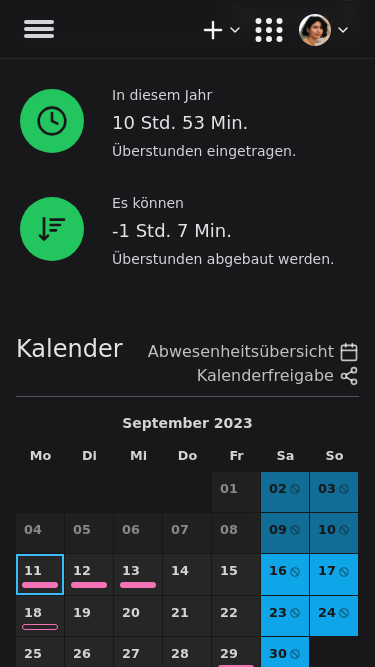 In diesem Jahr
10 Std. 53 Min.
Überstunden eingetragen.
Es können
-1 Std. 7 Min.
Überstunden abgebaut werden.
Kalender
Abwesenheitsübersicht
Kalenderfreigabe
September 2023
Mo Di Mi Do Fr Sa So
01 02 03
04 05 06 07 08 09 10
11 12 13 14 15 16 17
18 19 20 21 22 23 24
25 26 27 28 29 30